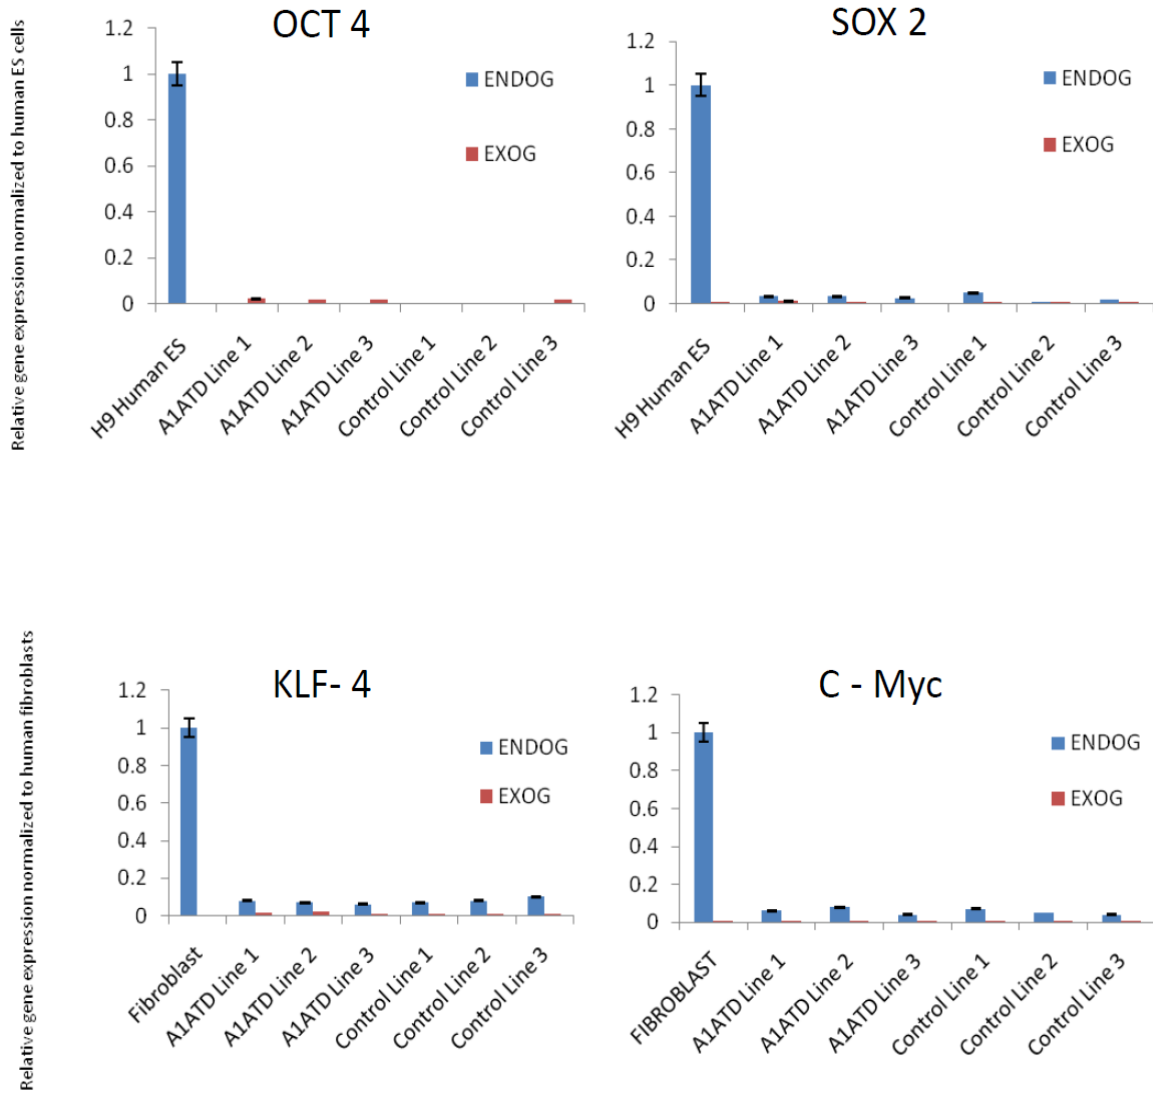 Relative gene expression normalized to human ES cells
OCT 4
1.2
1
0.8
0.6
0.4
0.2
0
ENDOG
EXOG
H9 Human ES
A1ATD Line 1
A1ATD Line 2
A1ATD Line 3
Control Line 1
Control Line 2
Control Line 3
SOX 2
1.2
1
0.8
0.6
0.4
0.2
0
ENDOG
EXOG
H9 Human ES
A1ATD Line 1
A1ATD Line 2
A1ATD Line 3
Control Line 1
Control Line 2
Control Line 3
Relative gene expression normalized to human fibroblasts
KLF- 4
1.2
1
0.8
0.6
0.4
0.2
0
ENDOG
EXOG
Fibroblast
A1ATD Line 1
A1ATD Line 2
A1ATD Line 3
Control Line 1
Control Line 2
Control Line 3
C - Myc
1.2
1
0.8
0.6
0.4
0.2
0
ENDOG
EXOG
FIBROBLAST
A1ATD Line 1
A1ATD Line 2
A1ATD Line 3
Control Line 1
Control Line 2
Control Line 3